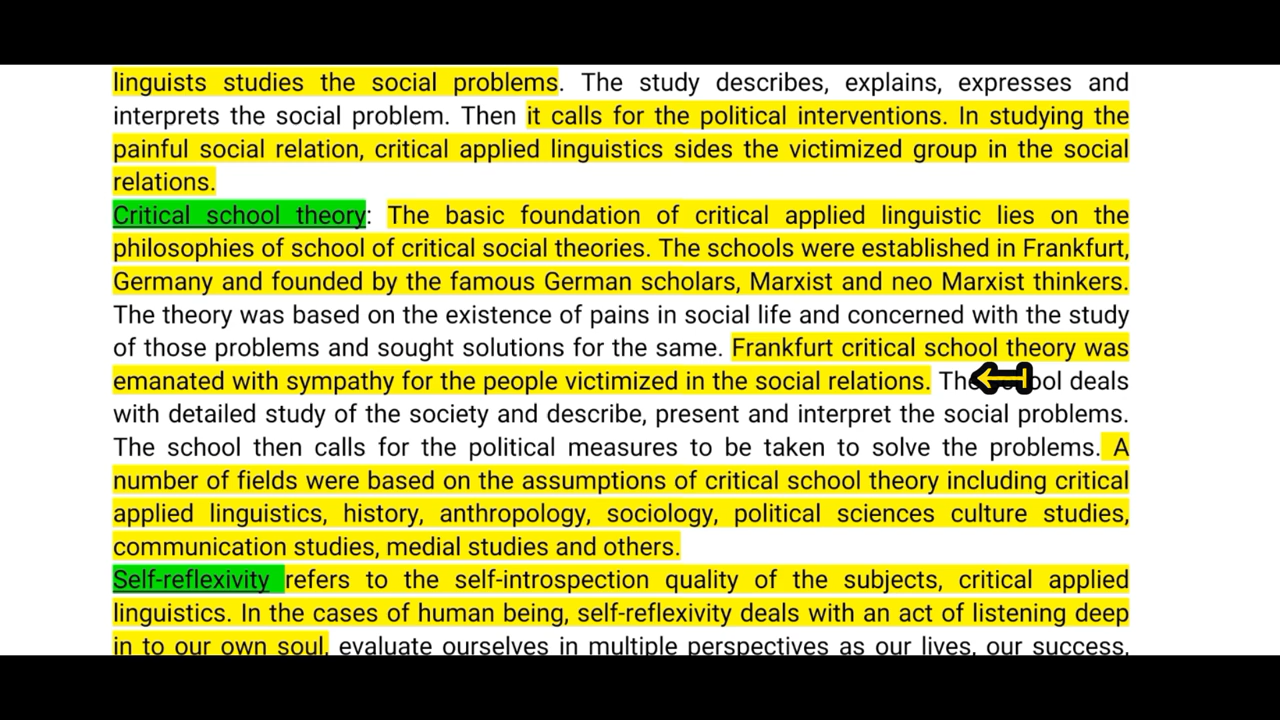 linguists studies the social problems. The study describes, explains, expresses and
interprets the social problem. Then it calls for the political interventions. In studying the
painful social relation, critical applied linguistics sides the victimized group in the social
relations.
Critical school theory: The basic foundation of critical applied linguistic lies on the
philosophies of school of critical social theories. The schools were established in Frankfurt,
Germany and founded by the famous German scholars, Marxist and neo Marxist thinkers.
The theory was based on the existence of pains in social life and concerned with the study
of those problems and sought solutions for the same. Frankfurt critical school theory was
emanated with sympathy for the people victimized in the social relations. deals
with detailed study of the society and describe, present and interpret the social problems.
The school then calls for the political measures to be taken to solve the problems. A
number of fields were based on the assumptions of critical school theory including critical
applied linguistics, history, anthropology, sociology, political sciences culture studies,
communication studies, medial studies and others.
Self-reflexivity refers to the self-introspection quality of the subjects, critical applied
linguistics. In the cases of human being, self-reflexivity deals with an act of listening deep
in to our own soul, evaluate ourselves in multiple perspectives as our lives, our success,